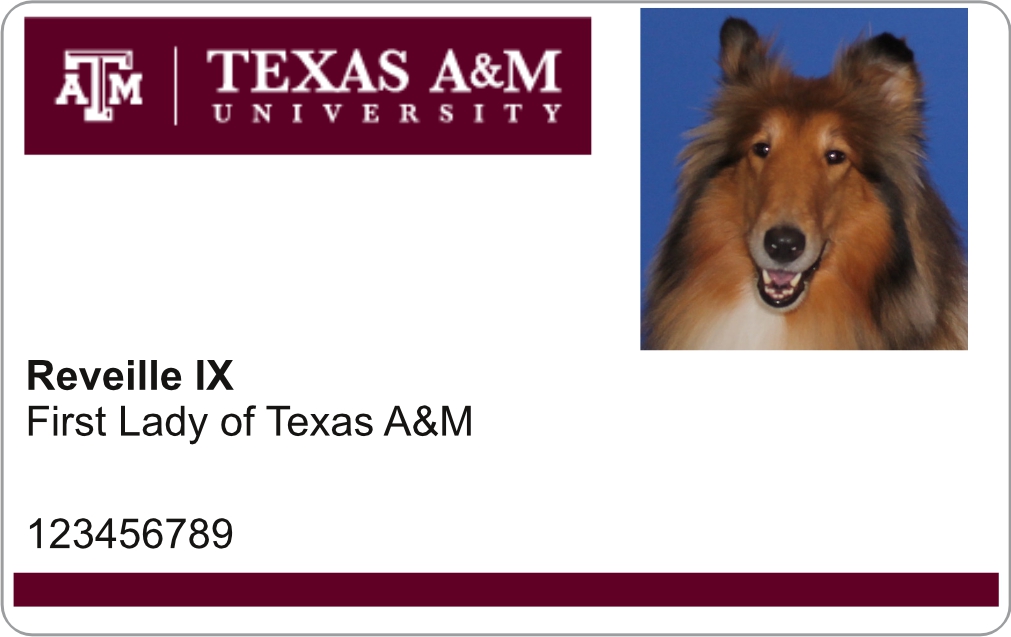 ATM
TEXAS A&M
UNIVERSITY
Reveille IX
First Lady of Texas A&M
123456789